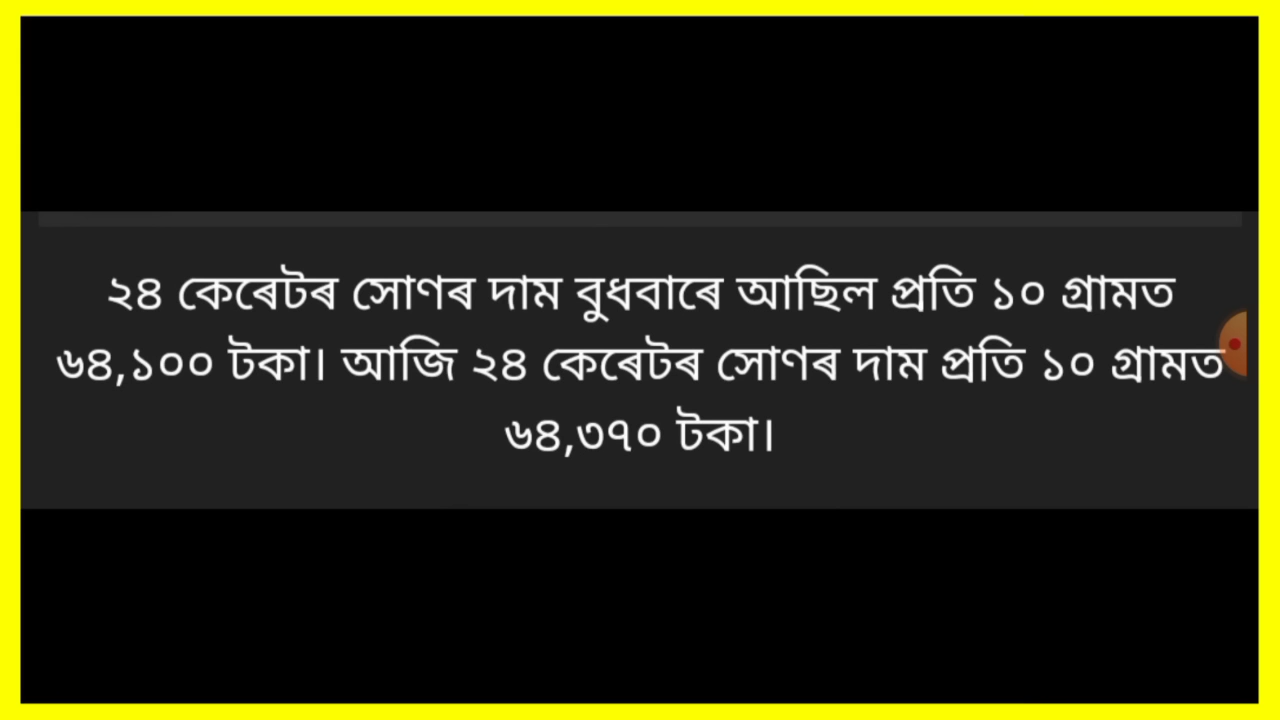 ২৪ কেৰেটৰ সোণৰ দাম বুধবাৰে আছিল প্ৰতি ১০ গ্ৰামত
৬৪,১০০ টকা। আজি ২৪ কেৰেটৰ সোণৰ দাম প্ৰতি ১০ গ্ৰামত
৬৪,৩৭০ টকা।